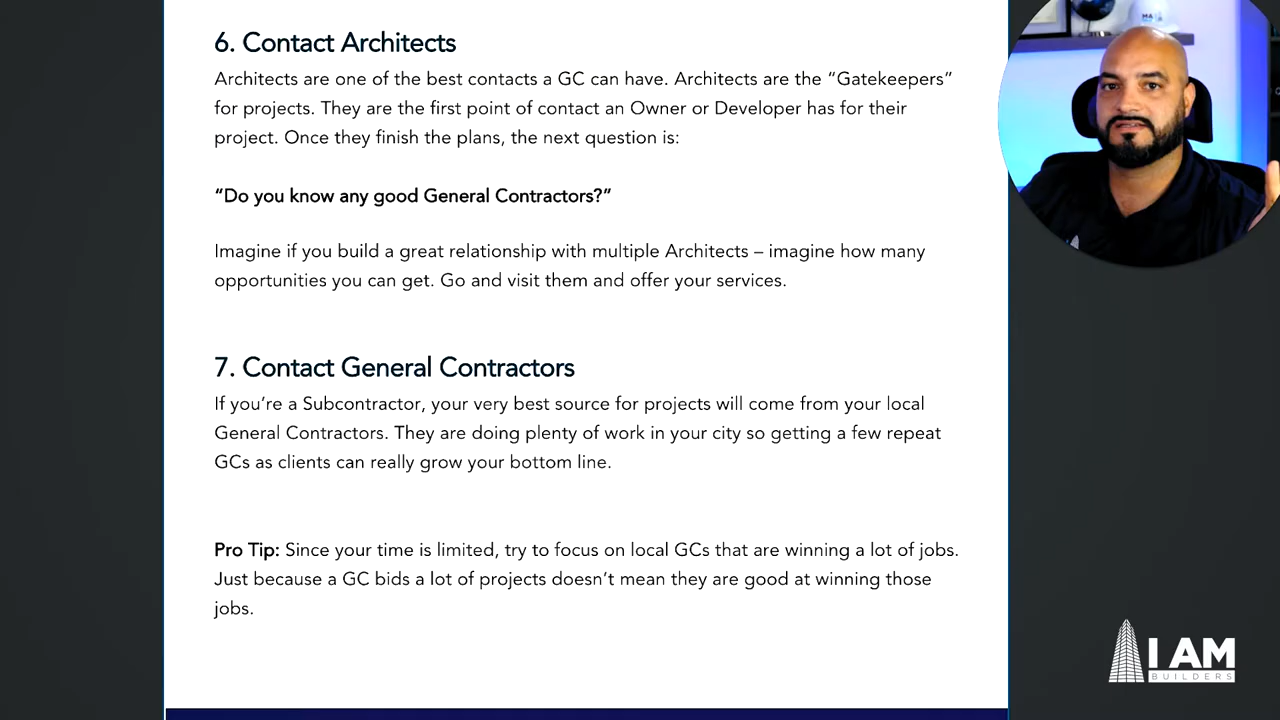 6. Contact Architects
Architects are one of the best contacts a GC can have. Architects are the “Gatekeepers”
for projects. They are the first point of contact an Owner or Developer has for their
project. Once they finish the plans, the next question is:
“Do you know any good General Contractors?”
Imagine if you build a great relationship with multiple Architects – imagine how many
opportunities you can get. Go and visit them and offer your services.
7. Contact General Contractors
If you’re a Subcontractor, your very best source for projects will come from your local
General Contractors. They are doing plenty of work in your city so getting a few repeat
GCs as clients can really grow your bottom line.
Pro Tip: Since your time is limited, try to focus on local GCs that are winning a lot of jobs.
Just because a GC bids a lot of projects doesn’t mean they are good at winning those
jobs.
I AM
BUILDERS